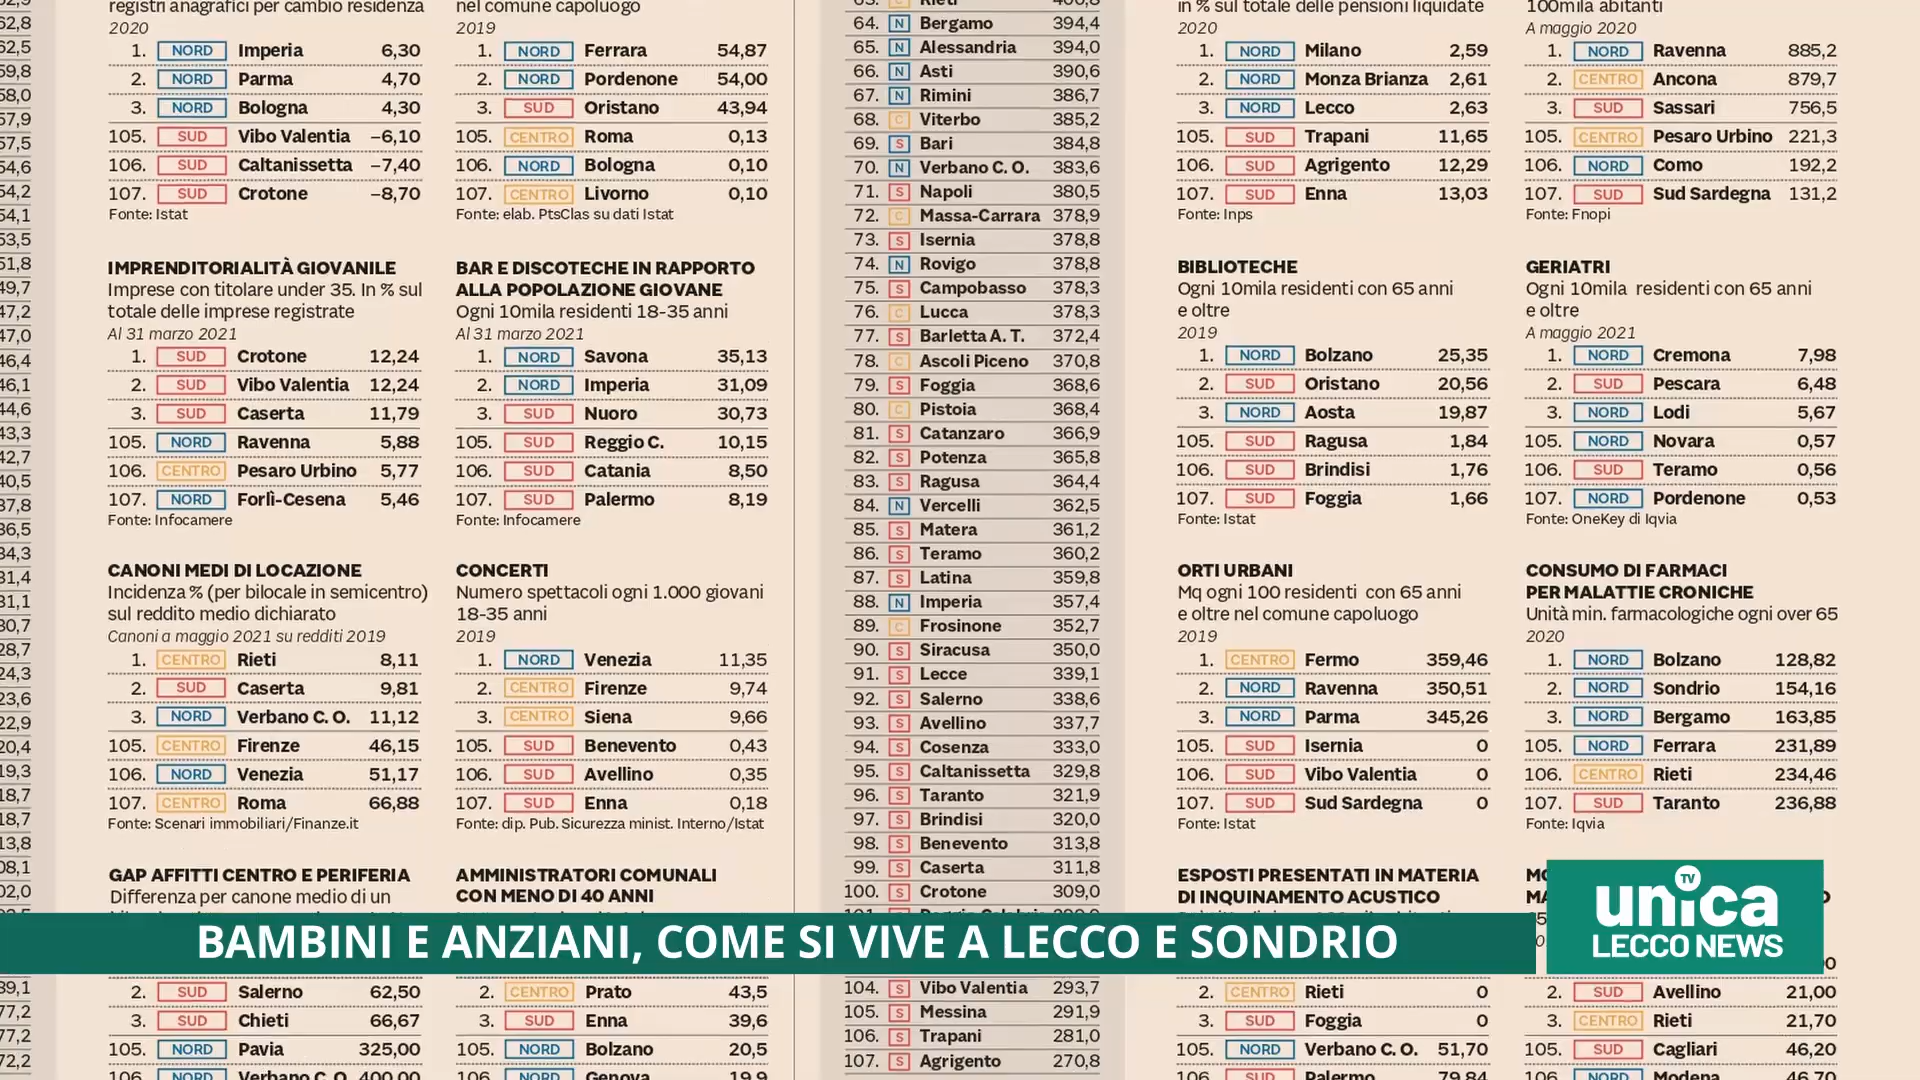 registri anagrafici per cambio residenza
2020
1. NORD Imperia 6,30
2. NORD Parma 4,70
3. NORD Bologna 4,30
105. SUD Vibo Valentia –6,10
106. SUD Caltanissetta –7,40
107. SUD Crotone –8,70
Fonte: Istat
IMPRENDITORIALITÀ GIOVANILE
Imprese con titolare under 35. In % sul
totale delle imprese registrate
Al 31 marzo 2021
1. SUD Crotone 12,24
2. SUD Vibo Valentia 12,24
3. SUD Caserta 11,79
105. NORD Ravenna 5,88
106. CENTRO Pesaro Urbino 5,77
107. NORD Forlì-Cesena 5,46
Fonte: Infocamere
CANONI MEDI DI LOCAZIONE
Incidenza % (per bilocale in semicentro)
sul reddito medio dichiarato
Canoni a maggio 2021 su redditi 2019
1. CENTRO Rieti 8,11
2. SUD Caserta 9,81
3. NORD Verbano C. O. 11,12
105. CENTRO Firenze 46,15
106. NORD Venezia 51,17
107. CENTRO Roma 66,88
Fonte: Scenari immobiliari/Finanze.it
GAP AFFITTI CENTRO E PERIFERIA
Differenza per canone medio di un
2. SUD Salerno 62,50
3. SUD Chieti 66,67
105. NORD Pavia 325,00
106. NORD Verbano C. O. 400,00
nel comune capoluogo
2019
1. NORD Ferrara 54,87
2. NORD Pordenone 54,00
3. SUD Oristano 43,94
105. CENTRO Roma 0,13
106. NORD Bologna 0,10
107. CENTRO Livorno 0,10
Fonte: elab. PtsClas su dati Istat
BAR E DISCOTECHE IN RAPPORTO
ALLA POPOLAZIONE GIOVANE
Ogni 10mila residenti 18-35 anni
Al 31 marzo 2021
1. NORD Savona 35,13
2. NORD Imperia 31,09
3. SUD Nuoro 30,73
105. SUD Reggio C. 10,15
106. SUD Catania 8,50
107. SUD Palermo 8,19
Fonte: Infocamere
CONCERTI
Numero spettacoli ogni 1.000 giovani
18-35 anni
2019
1. NORD Venezia 11,35
2. CENTRO Firenze 9,74
3. CENTRO Siena 9,66
105. SUD Benevento 0,43
106. SUD Avellino 0,35
107. SUD Enna 0,18
Fonte: dip. Pub. Sicurezza minist. Interno/Istat
AMMINISTRATORI COMUNALI
CON MENO DI 40 ANNI
2. CENTRO Prato 43,5
3. SUD Enna 39,6
105. NORD Bolzano 20,5
106. NORD Genova 19,9
63. C Rieti 400,8
64. N Bergamo 394,4
65. N Alessandria 394,0
66. N Asti 390,6
67. N Rimini 386,7
68. C Viterbo 385,2
69. S Bari 384,8
70. N Verbano C. O. 383,6
71. S Napoli 380,5
72. C Massa-Carrara 378,9
73. S Isernia 378,8
74. N Rovigo 378,8
75. S Campobasso 378,3
76. C Lucca 378,3
77. S Barletta A. T. 372,4
78. C Ascoli Piceno 370,8
79. S Foggia 368,6
80. C Pistoia 368,4
81. S Catanzaro 366,9
82. S Potenza 365,8
83. S Ragusa 364,4
84. N Vercelli 362,5
85. S Matera 361,2
86. S Teramo 360,2
87. S Latina 359,8
88. N Imperia 357,4
89. C Frosinone 352,7
90. S Siracusa 350,0
91. S Lecce 339,1
92. S Salerno 338,6
93. S Avellino 337,7
94. S Cosenza 333,0
95. S Caltanissetta 329,8
96. S Taranto 321,9
97. S Brindisi 320,0
98. S Benevento 313,8
99. S Caserta 311,8
100. S Crotone 309,0
104. S Vibo Valentia 293,7
105. S Messina 291,9
106. S Trapani 281,0
107. S Agrigento 270,8
in % sul totale delle pensioni liquidate
2020
1. NORD Milano 2,59
2. NORD Monza Brianza 2,61
3. NORD Lecco 2,63
105. SUD Trapani 11,65
106. SUD Agrigento 12,29
107. SUD Enna 13,03
Fonte: Inps
BIBLIOTECHE
Ogni 10mila residenti con 65 anni
e oltre
2019
1. NORD Bolzano 25,35
2. SUD Oristano 20,56
3. NORD Aosta 19,87
105. SUD Ragusa 1,84
106. SUD Brindisi 1,76
107. SUD Foggia 1,66
Fonte: Istat
ORTI URBANI
Mq ogni 100 residenti con 65 anni
e oltre nel comune capoluogo
2019
1. CENTRO Fermo 359,46
2. NORD Ravenna 350,51
3. NORD Parma 345,26
105. SUD Isernia 0
106. SUD Vibo Valentia 0
107. SUD Sud Sardegna 0
Fonte: Istat
ESPOSTI PRESENTATI IN MATERIA
DI INQUINAMENTO ACUSTICO
2. CENTRO Rieti 0
3. SUD Foggia 0
105. NORD Verbano C. O. 51,70
106. SUD Palermo 79,84
100mila abitanti
A maggio 2020
1. NORD Ravenna 885,2
2. CENTRO Ancona 879,7
3. SUD Sassari 756,5
105. CENTRO Pesaro Urbino 221,3
106. NORD Como 192,2
107. SUD Sud Sardegna 131,2
Fonte: Fnopi
GERIATRI
Ogni 10mila residenti con 65 anni
e oltre
A maggio 2021
1. NORD Cremona 7,98
2. SUD Pescara 6,48
3. NORD Lodi 5,67
105. NORD Novara 0,57
106. SUD Teramo 0,56
107. NORD Pordenone 0,53
Fonte: OneKey di Iqvia
CONSUMO DI FARMACI
PER MALATTIE CRONICHE
Unità min. farmacologiche ogni over 65
2020
1. NORD Bolzano 128,82
2. NORD Sondrio 154,16
3. NORD Bergamo 163,85
105. NORD Ferrara 231,89
106. CENTRO Rieti 234,46
107. SUD Taranto 236,88
Fonte: Iqvia
2. SUD Avellino 21,00
3. CENTRO Rieti 21,70
105. SUD Cagliari 46,20
106. NORD Modena 46,70
BAMBINI E ANZIANI, COME SI VIVE A LECCO E SONDRIO
unica TV
LECCO NEWS